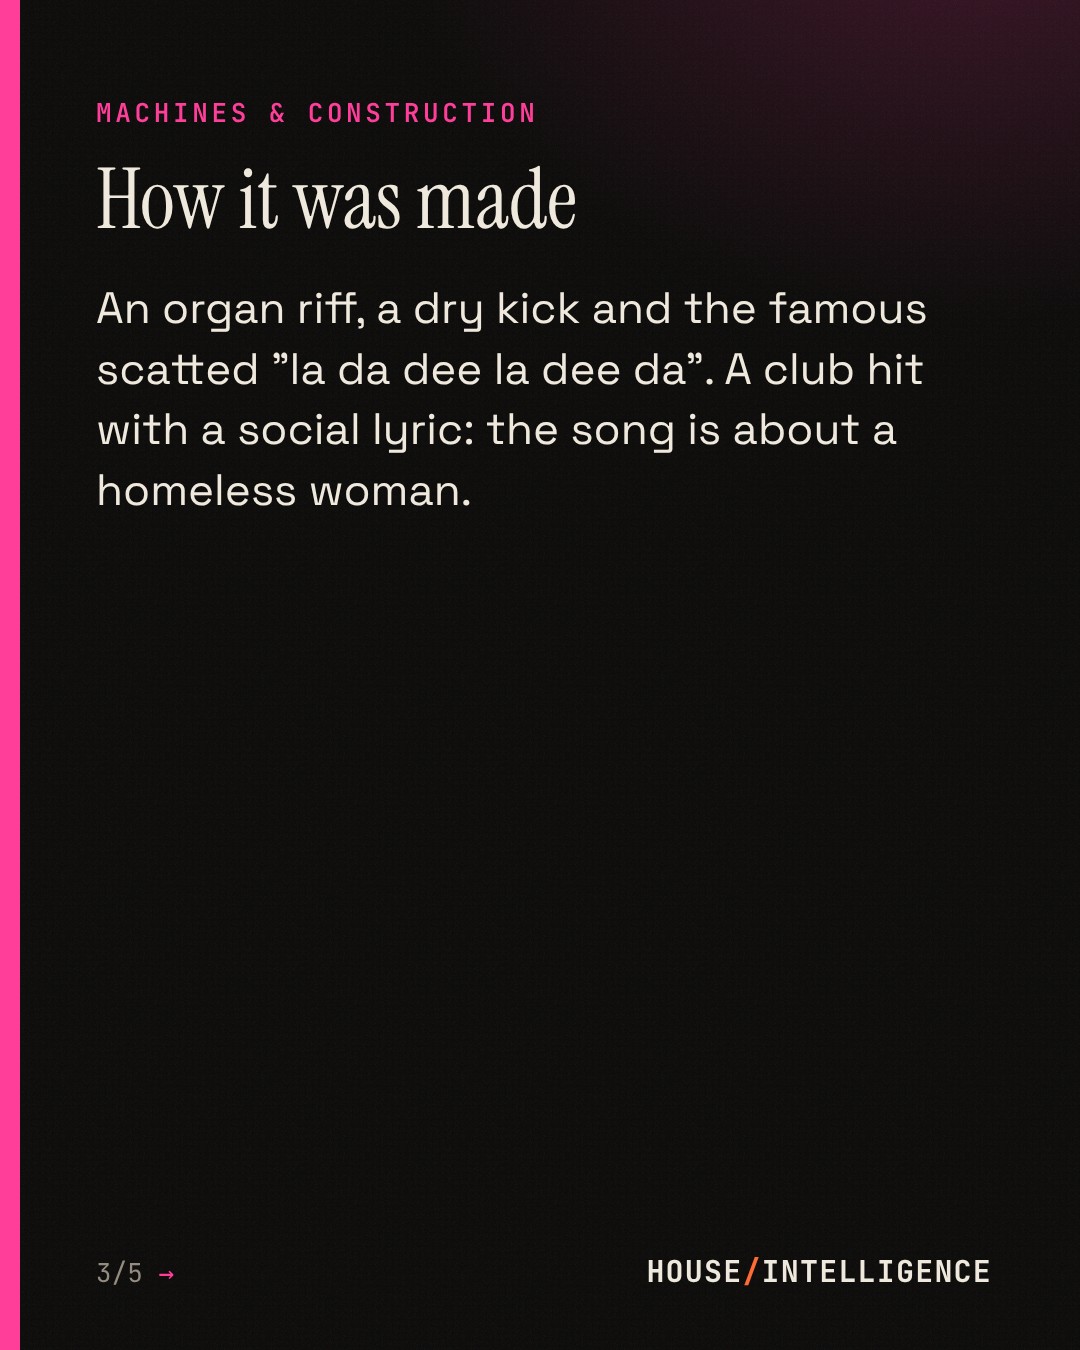 MACHINES & CONSTRUCTION
How it was made
An organ riff, a dry kick and the famous
scatted ”la da dee la dee da”. A club hit
with a social lyric: the song is about a
homeless woman.
3/5 →
HOUSE/INTELLIGENCE